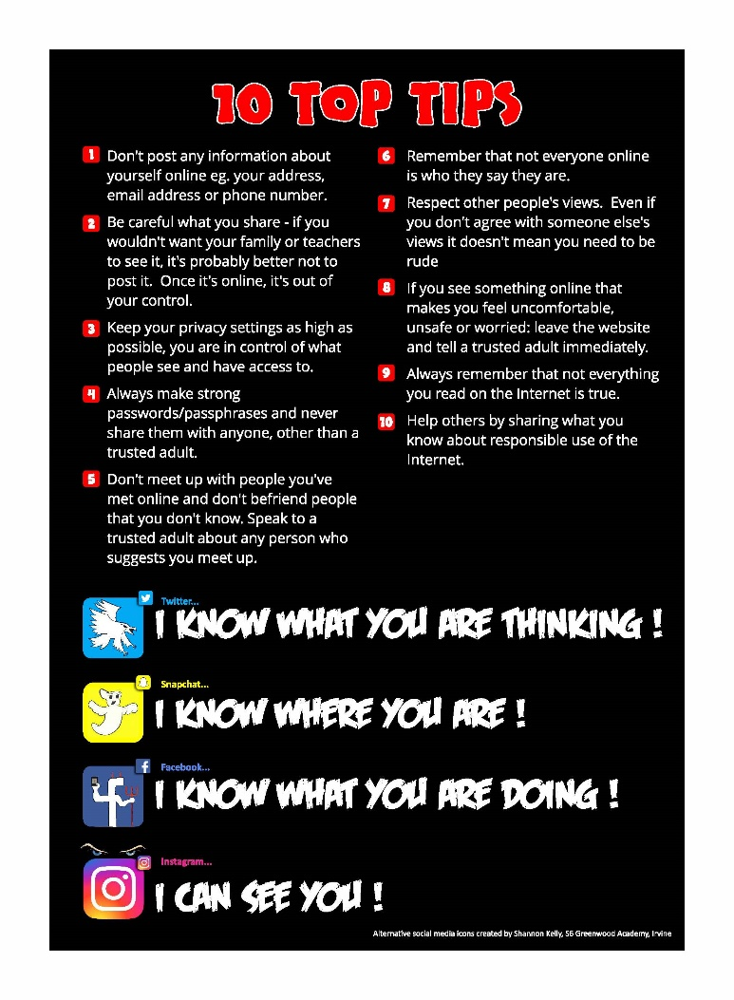 10 TOP TIPS
1 Don't post any information about
yourself online eg. your address,
email address or phone number.
2 Be careful what you share - if you
wouldn't want your family or teachers
to see it, it's probably better not to
post it. Once it's online, it's out of
your control.
3 Keep your privacy settings as high as
possible, you are in control of what
people see and have access to.
4 Always make strong
passwords/passphrases and never
share them with anyone, other than a
trusted adult.
5 Don't meet up with people you've
met online and don't befriend people
that you don't know. Speak to a
trusted adult about any person who
suggests you meet up.
6 Remember that not everyone online
is who they say they are.
7 Respect other people's views. Even if
you don't agree with someone else's
views it doesn't mean you need to be
rude
8 If you see something online that
makes you feel uncomfortable,
unsafe or worried: leave the website
and tell a trusted adult immediately.
9 Always remember that not everything
you read on the Internet is true.
10 Help others by sharing what you
know about responsible use of the
Internet.
Twitter...
I KNOW WHAT YOU ARE THINKING !
Snapchat...
I KNOW WHERE YOU ARE !
Facebook...
I KNOW WHAT YOU ARE DOING !
Instagram...
I CAN SEE YOU !
Alternative social media icons created by Shannon Kelly, S6 Greenwood Academy, Irvine